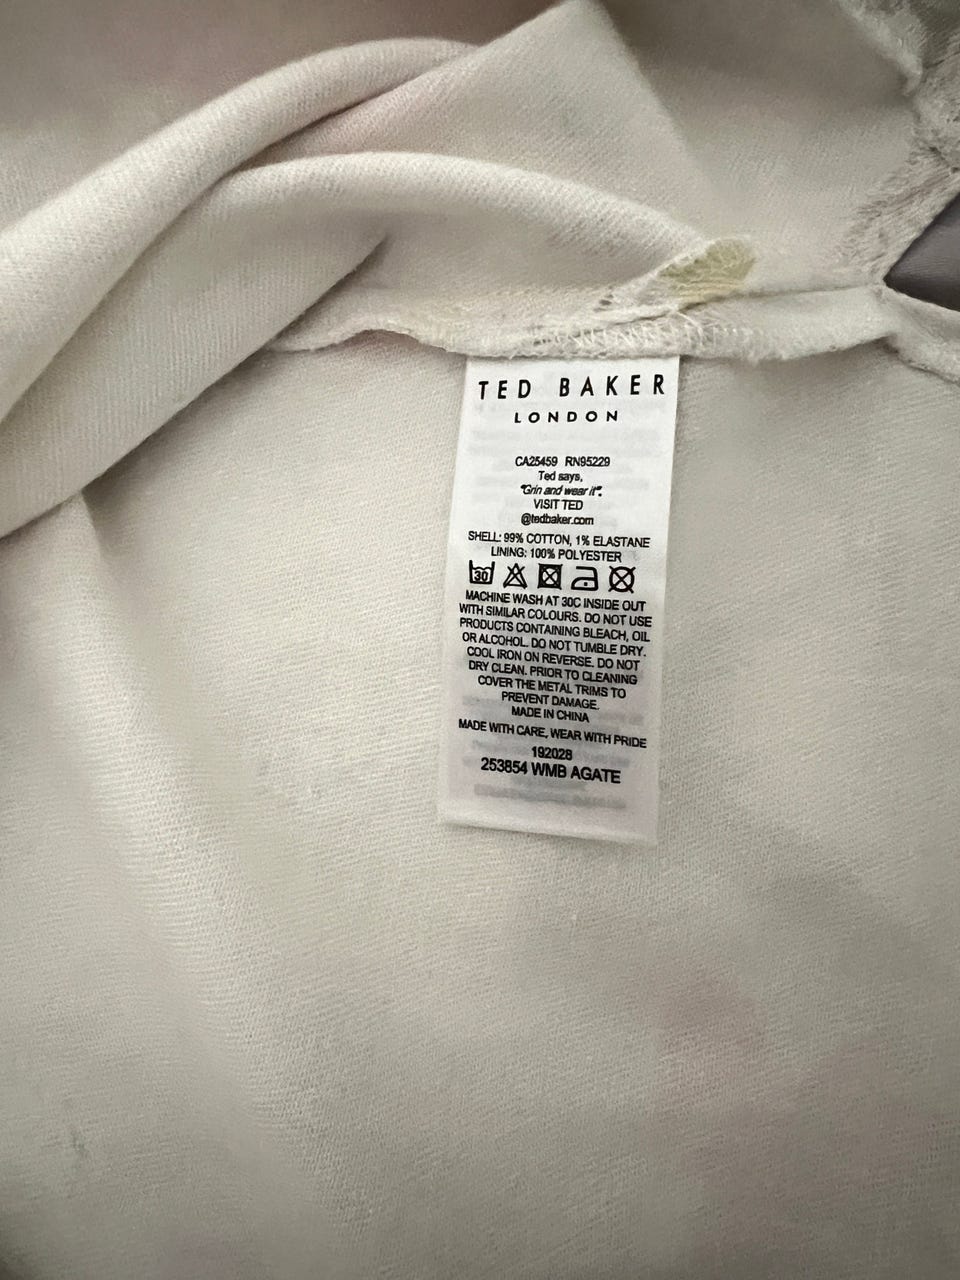 TED BAKER
LONDON
CA25459 RN95229
Ted says,
"Grin and wear it".
VISIT TED
@tedbaker.com
SHELL: 99% COTTON, 1% ELASTANE
LINING: 100% POLYESTER
30
MACHINE WASH AT 30C INSIDE OUT
WITH SIMILAR COLOURS. DO NOT USE
PRODUCTS CONTAINING BLEACH, OIL
OR ALCOHOL. DO NOT TUMBLE DRY.
COOL IRON ON REVERSE. DO NOT
DRY CLEAN. PRIOR TO CLEANING
COVER THE METAL TRIMS TO
PREVENT DAMAGE.
MADE IN CHINA
MADE WITH CARE, WEAR WITH PRIDE
192028
253854 WMB AGATE